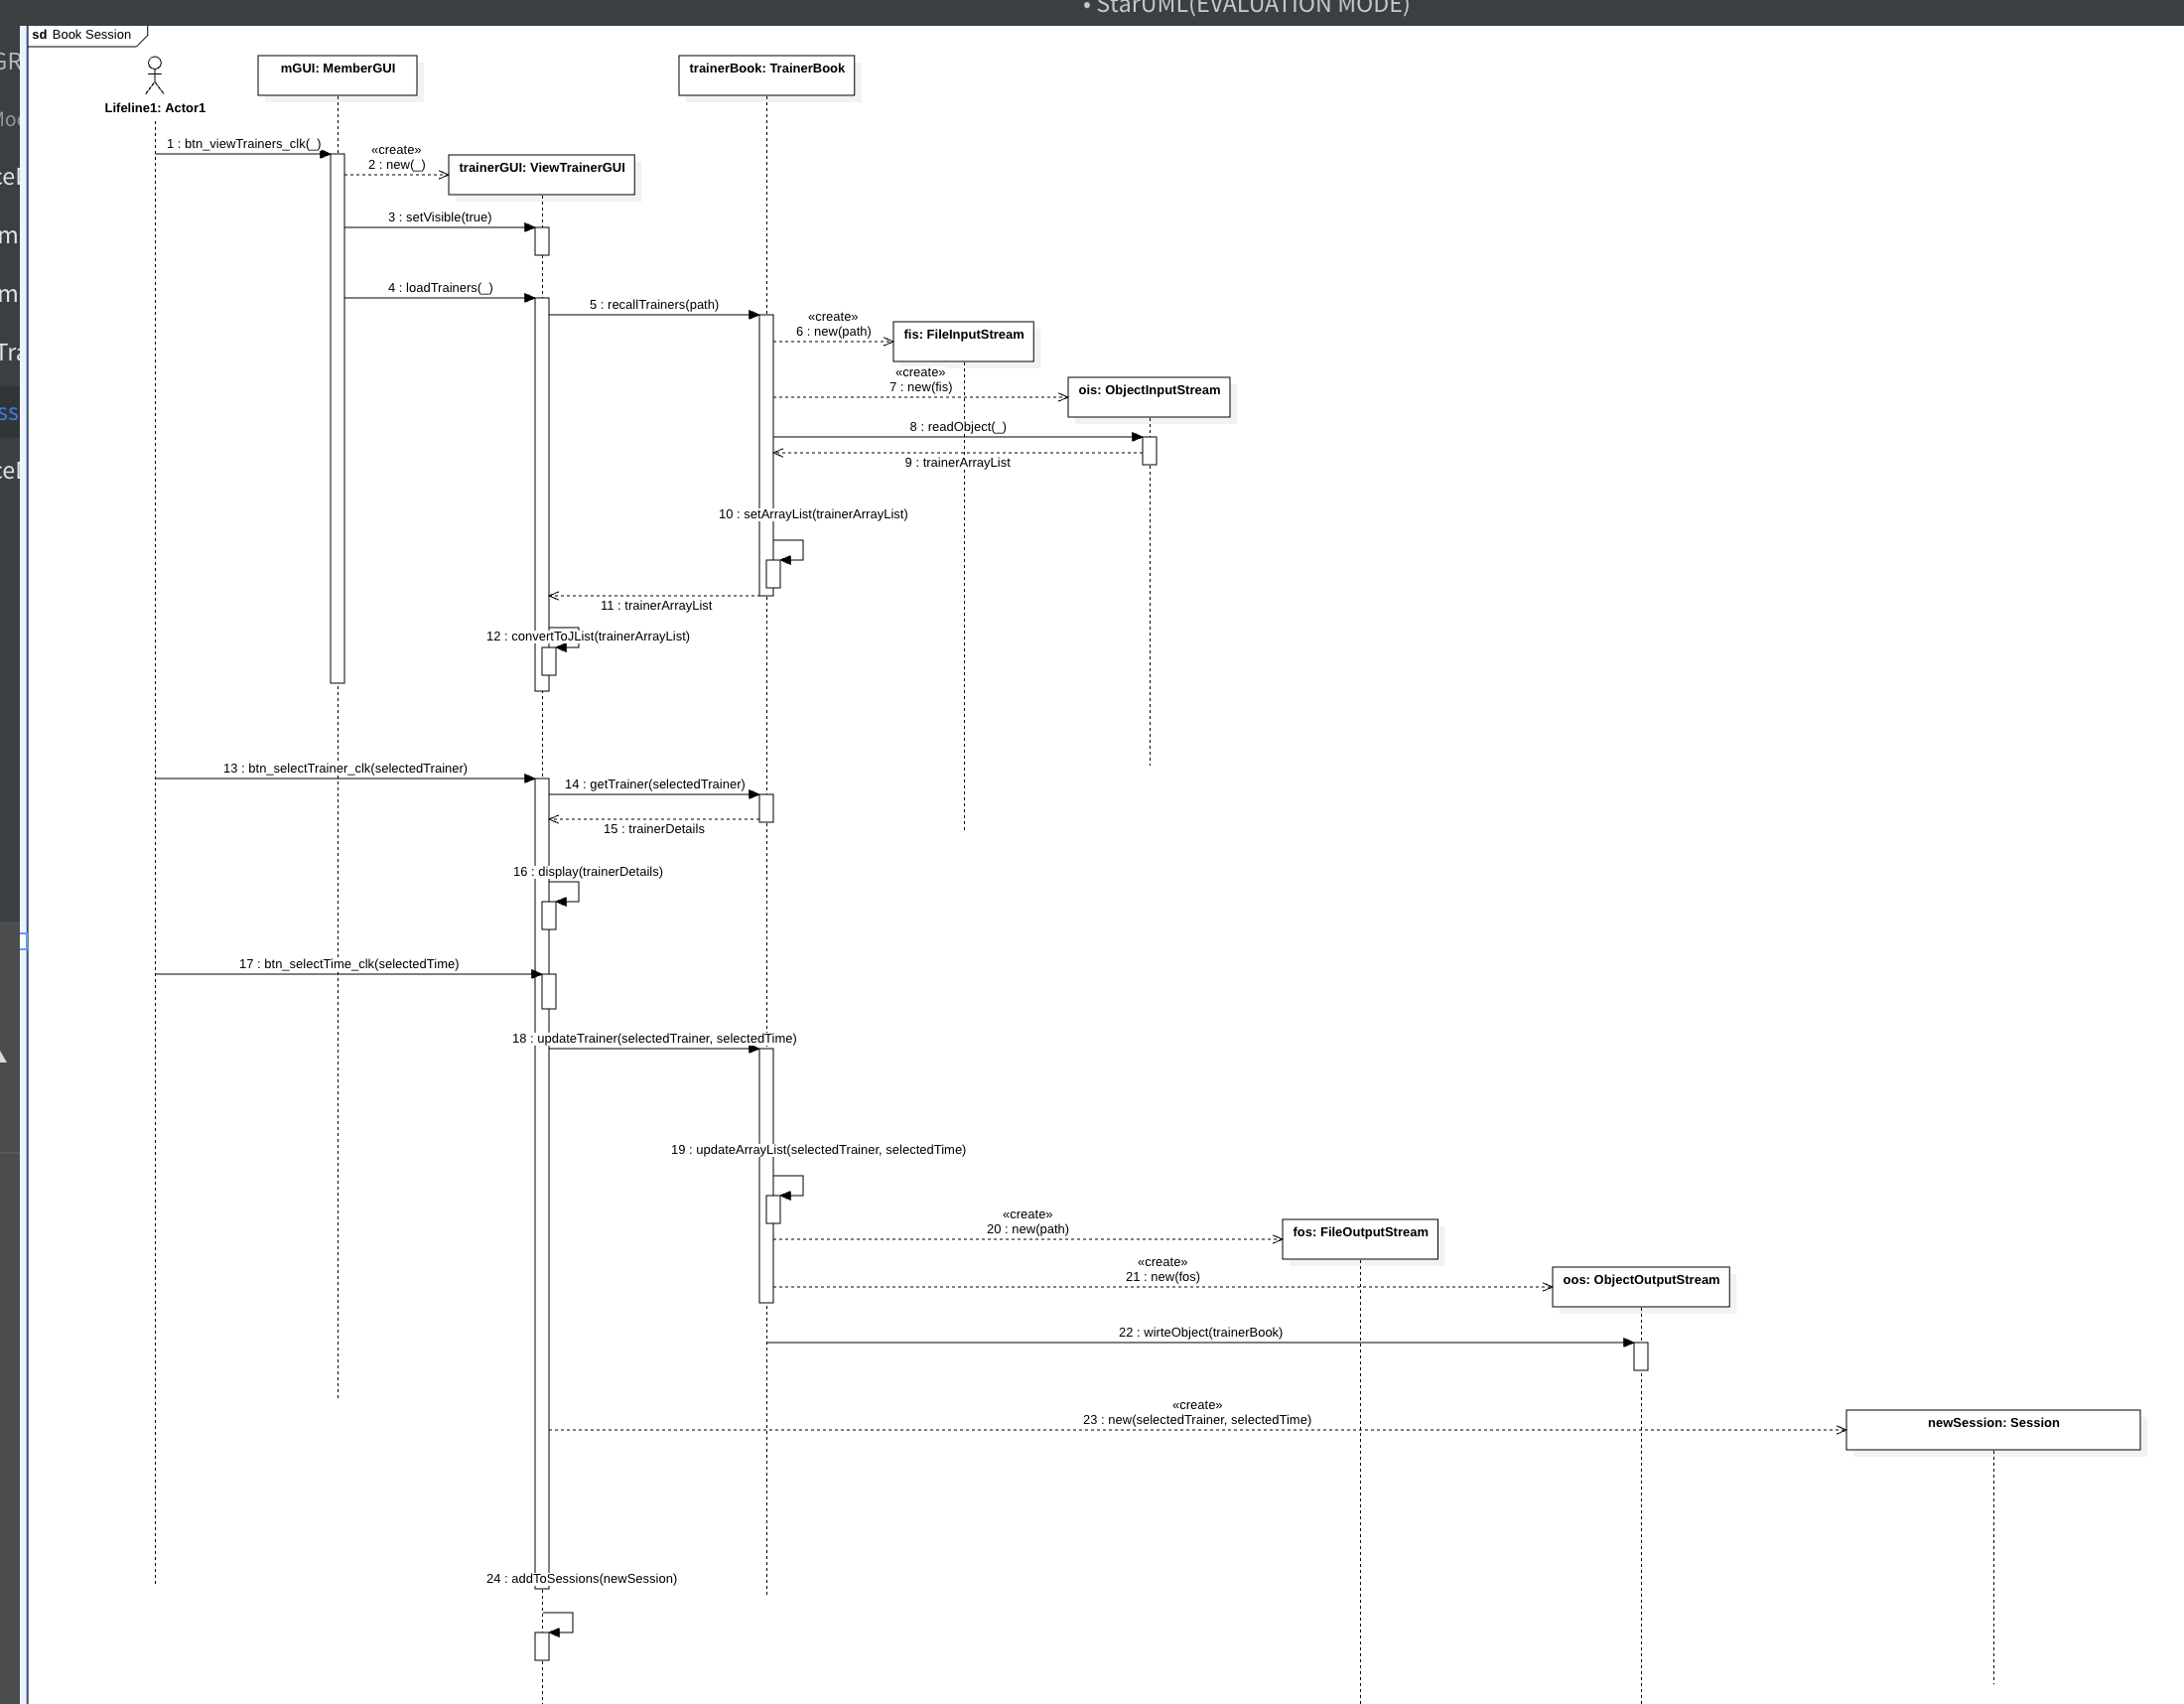 • StarUML(EVALUATION MODE)
sd Book Session
mGUI: MemberGUI
trainerBook: TrainerBook
Lifeline1: Actor1
1 : btn_viewTrainers_clk(_)
«create»
2 : new(_)
trainerGUI: ViewTrainerGUI
3 : setVisible(true)
4 : loadTrainers(_)
5 : recallTrainers(path)
«create»
6 : new(path)
fis: FileInputStream
«create»
7 : new(fis)
ois: ObjectInputStream
8 : readObject(_)
9 : trainerArrayList
10 : setArrayList(trainerArrayList)
11 : trainerArrayList
12 : convertToJList(trainerArrayList)
13 : btn_selectTrainer_clk(selectedTrainer)
14 : getTrainer(selectedTrainer)
15 : trainerDetails
16 : display(trainerDetails)
17 : btn_selectTime_clk(selectedTime)
18 : updateTrainer(selectedTrainer, selectedTime)
19 : updateArrayList(selectedTrainer, selectedTime)
«create»
20 : new(path)
fos: FileOutputStream
«create»
21 : new(fos)
oos: ObjectOutputStream
22 : wirteObject(trainerBook)
«create»
23 : new(selectedTrainer, selectedTime)
newSession: Session
24 : addToSessions(newSession)